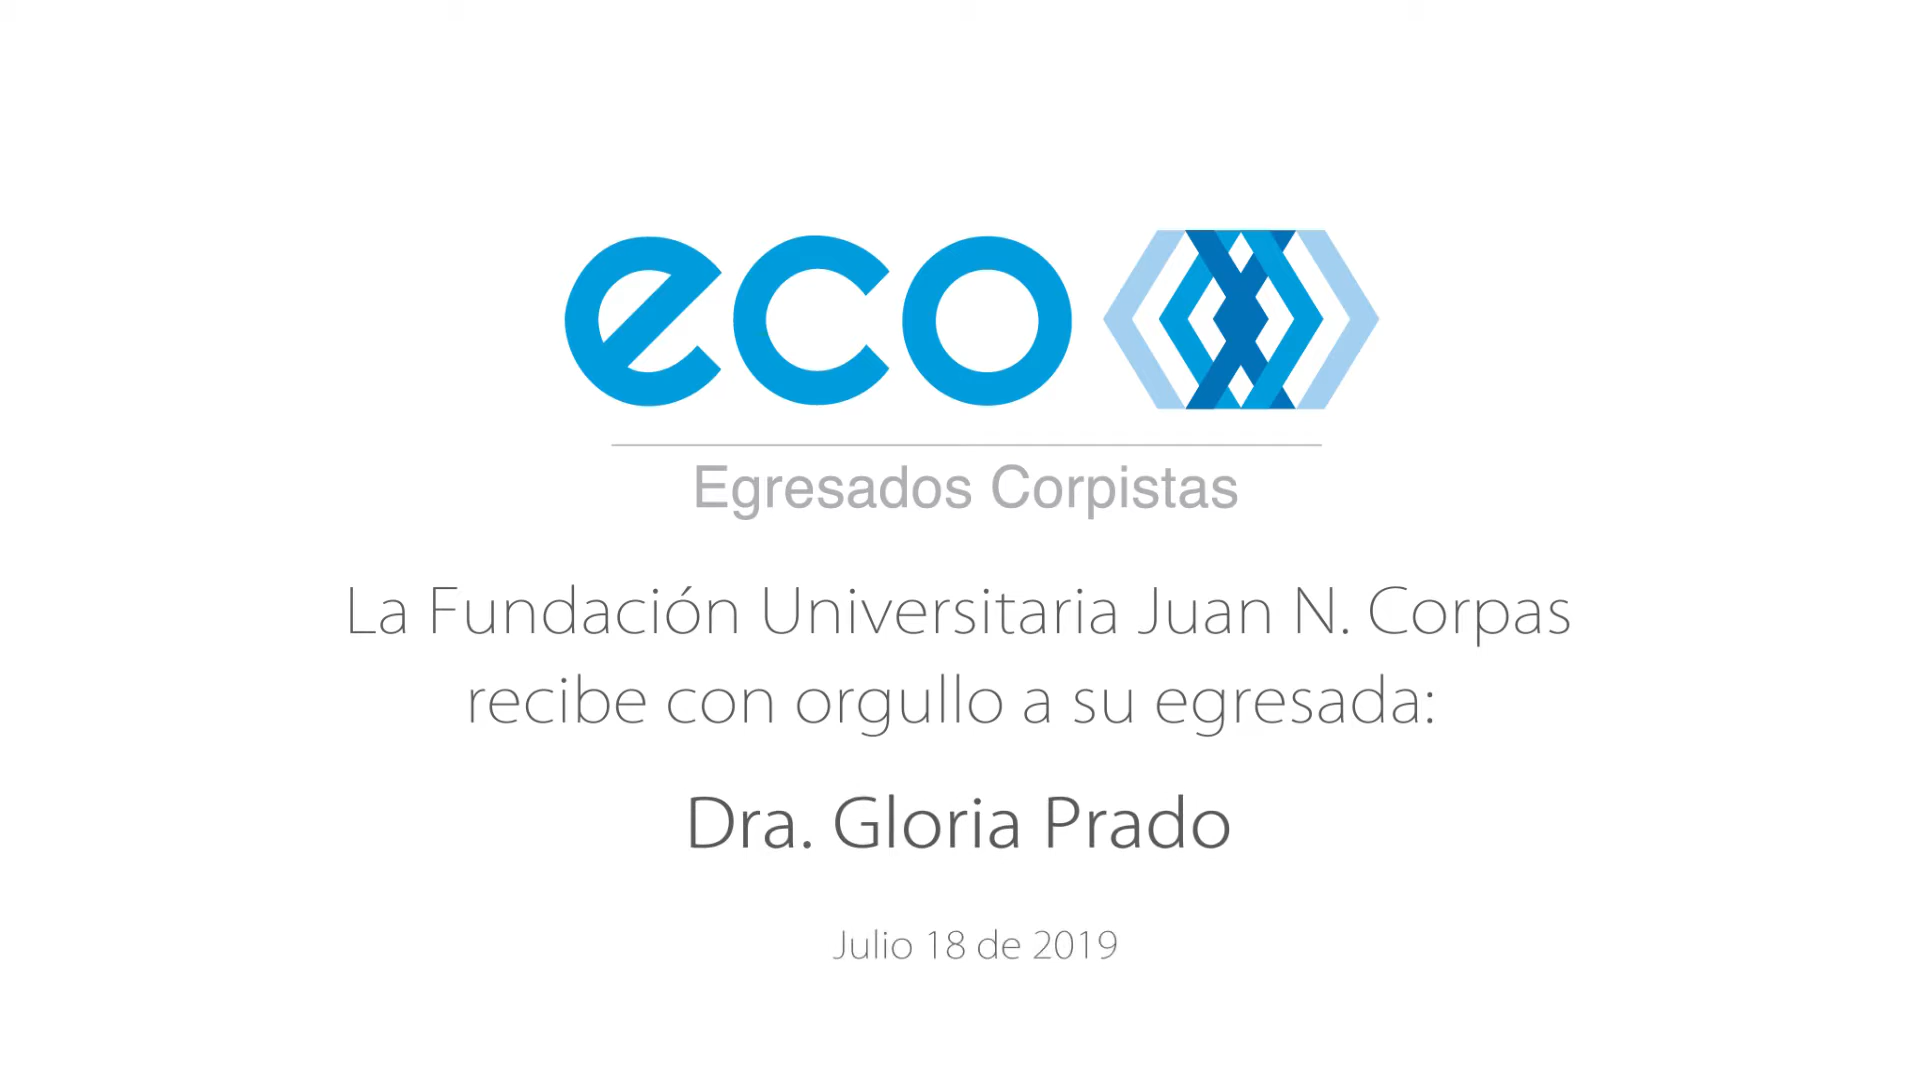 eco
Egresados Corpistas
La Fundación Universitaria Juan N. Corpas
recibe con orgullo a su egresada:
Dra. Gloria Prado
Julio 18 de 2019